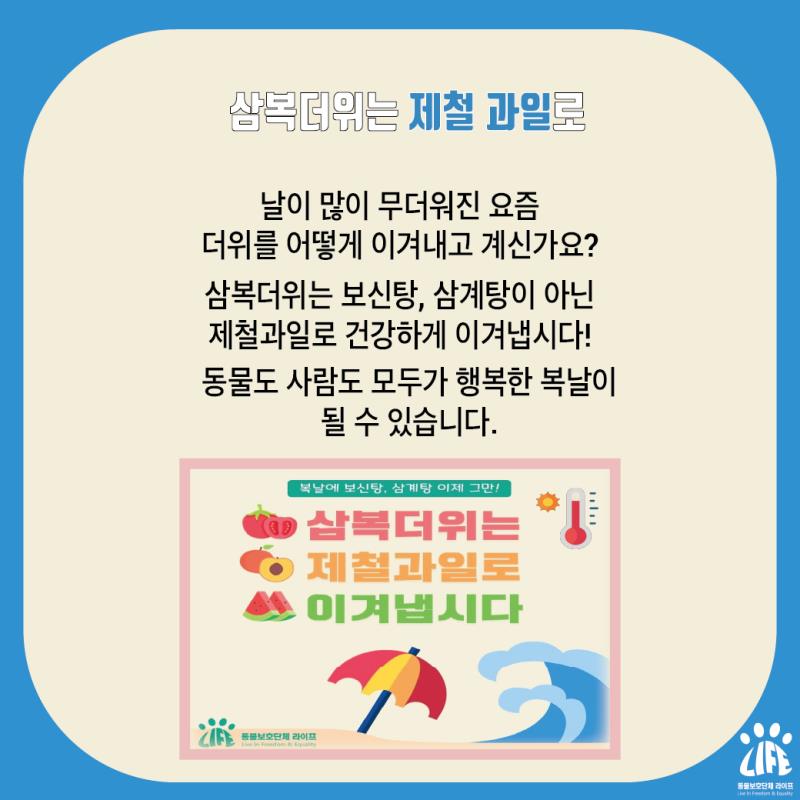 삼복더위는 제철 과일로
날이 많이 무더워진 요즘
더위를 어떻게 이겨내고 계신가요?
삼복더위는 보신탕, 삼계탕이 아닌
제철과일로 건강하게 이겨냅시다!
동물도 사람도 모두가 행복한 복날이
될 수 있습니다.
복날에 보신탕, 삼계탕 이제 그만!
삼복더위는
제철과일로
이겨냅시다
LIFE
동물보호단체 라이프
Live In Freedom & Equality
LIFE
동물보호단체 라이프
Live In Freedom & Equality